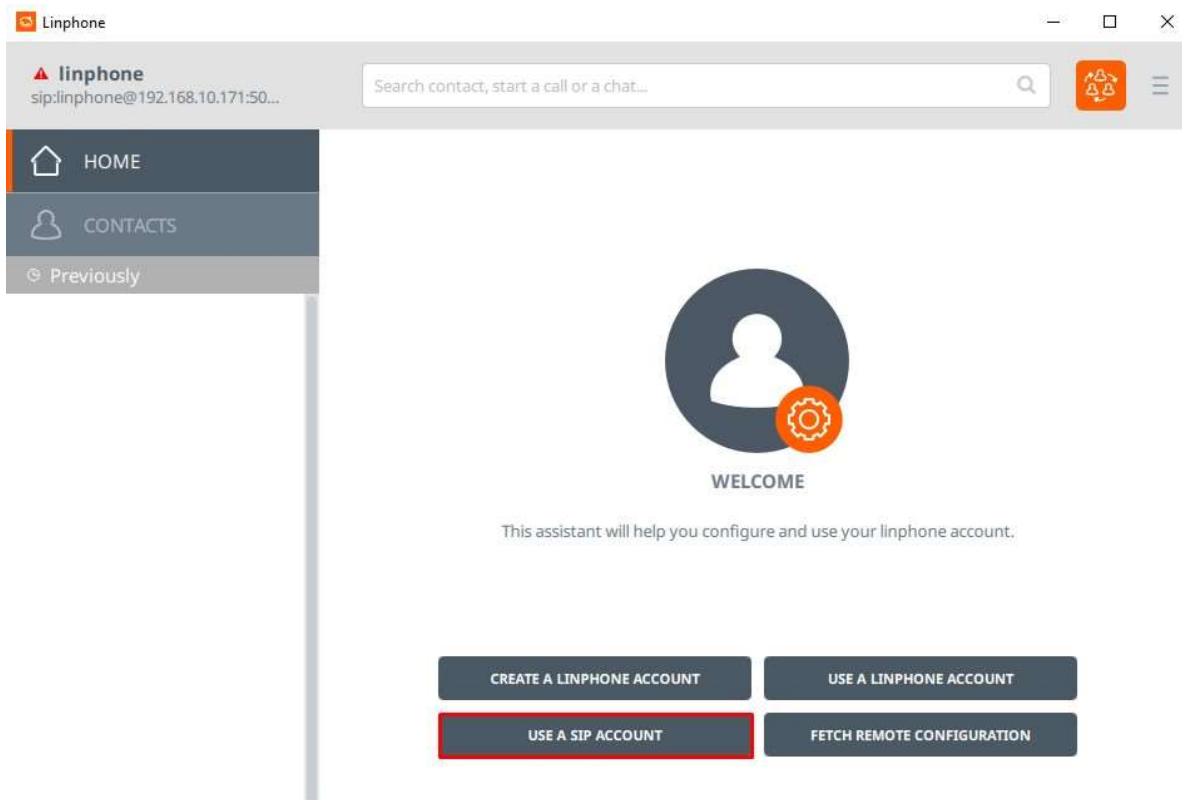 Linphone
linphone
sip:linphone@192.168.10.171:50...
Search contact, start a call or a chat...
HOME
CONTACTS
Previously
WELCOME
This assistant will help you configure and use your linphone account.
CREATE A LINPHONE ACCOUNT
USE A LINPHONE ACCOUNT
USE A SIP ACCOUNT
FETCH REMOTE CONFIGURATION